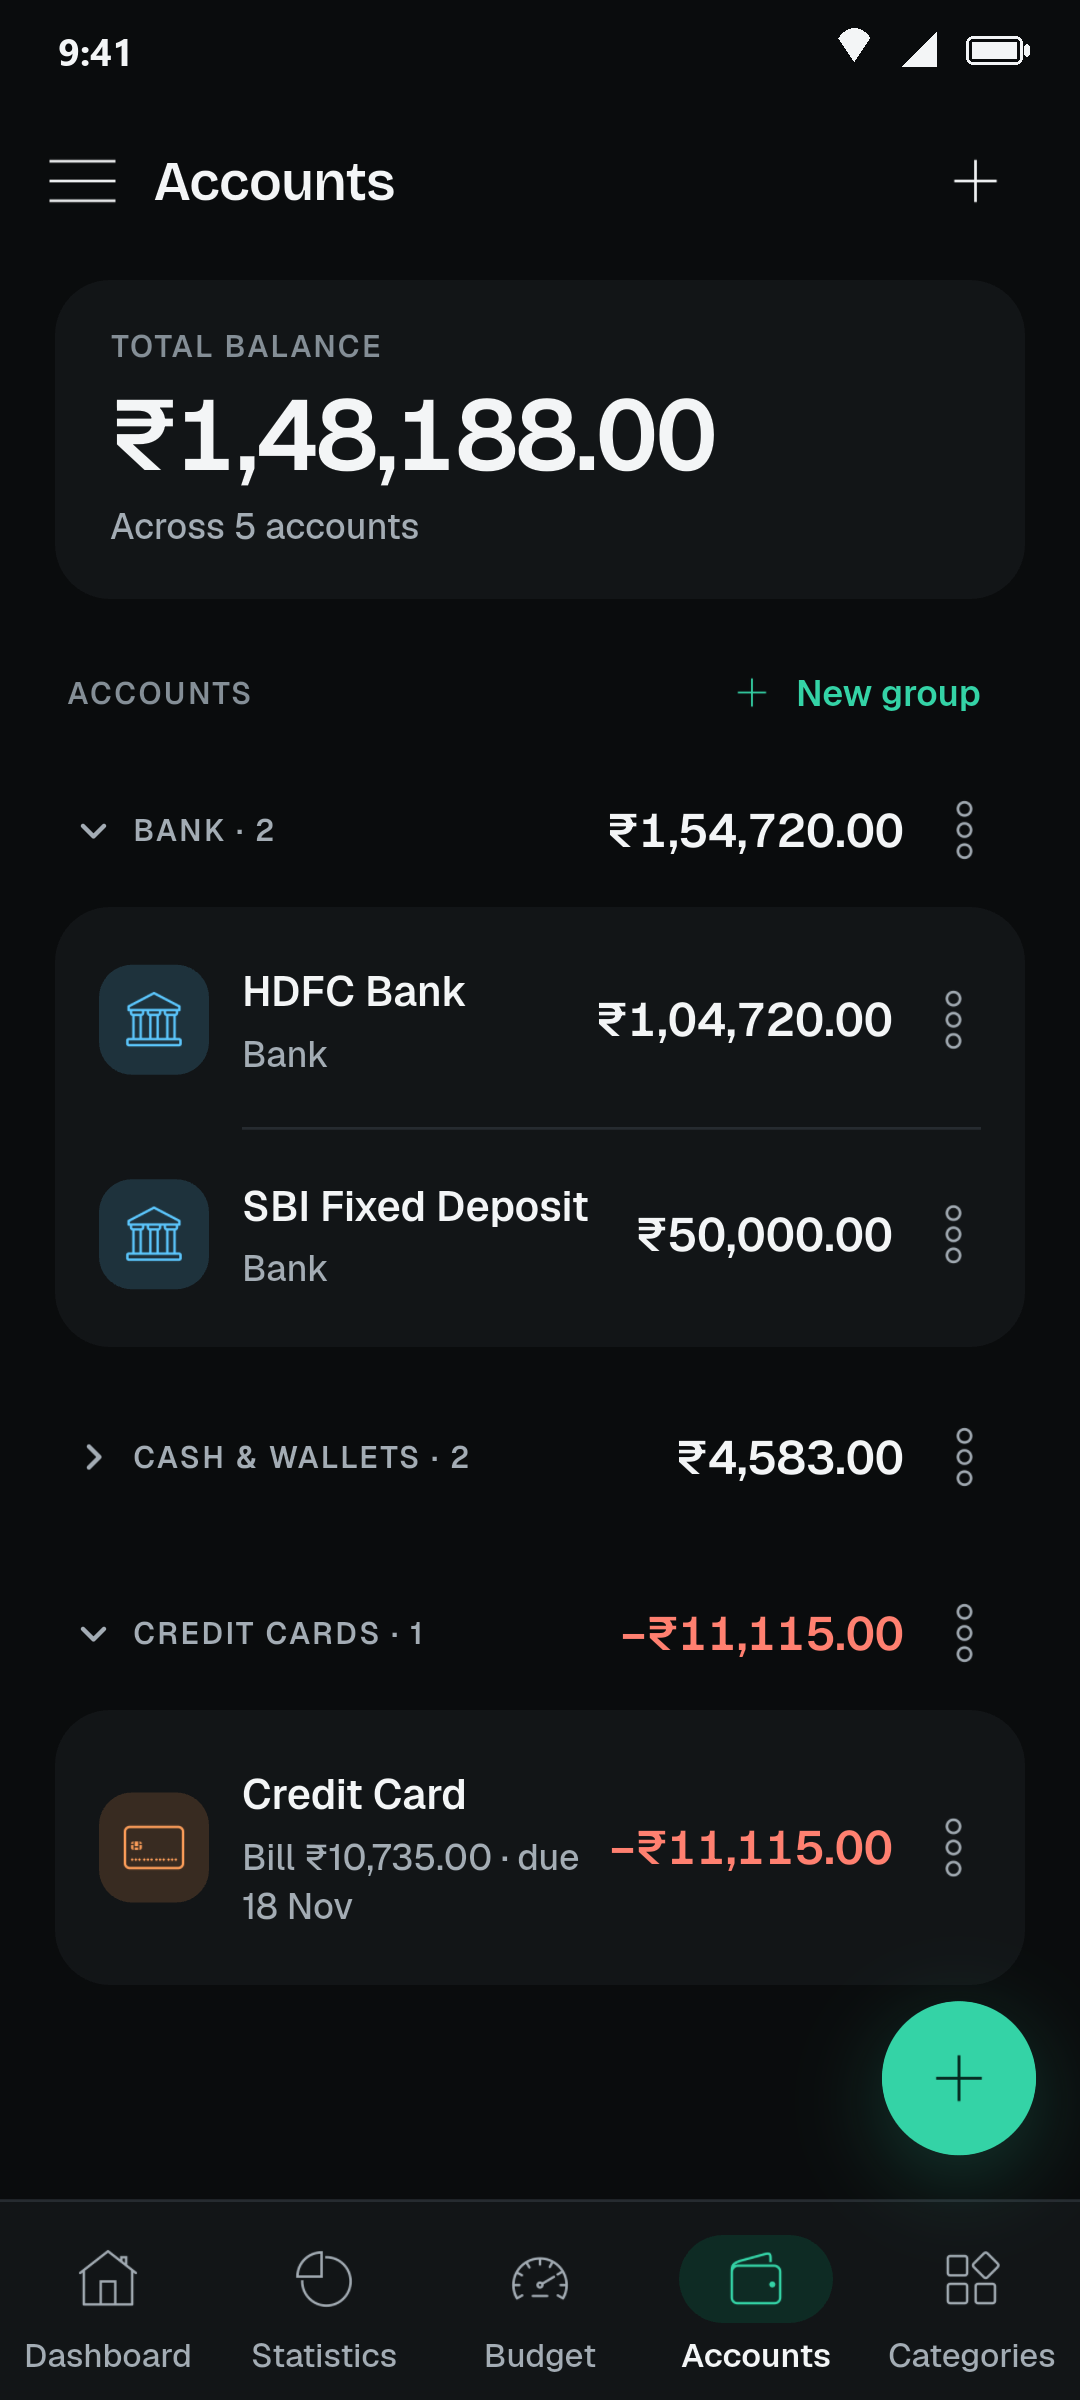 9:41
Accounts
TOTAL BALANCE
₹1,48,188.00
Across 5 accounts
ACCOUNTS
New group
BANK · 2
₹1,54,720.00
HDFC Bank
Bank
₹1,04,720.00
SBI Fixed Deposit
Bank
₹50,000.00
CASH & WALLETS · 2
₹4,583.00
CREDIT CARDS · 1
−₹11,115.00
Credit Card
Bill ₹10,735.00 · due
18 Nov
−₹11,115.00
Dashboard
Statistics
Budget
Accounts
Categories